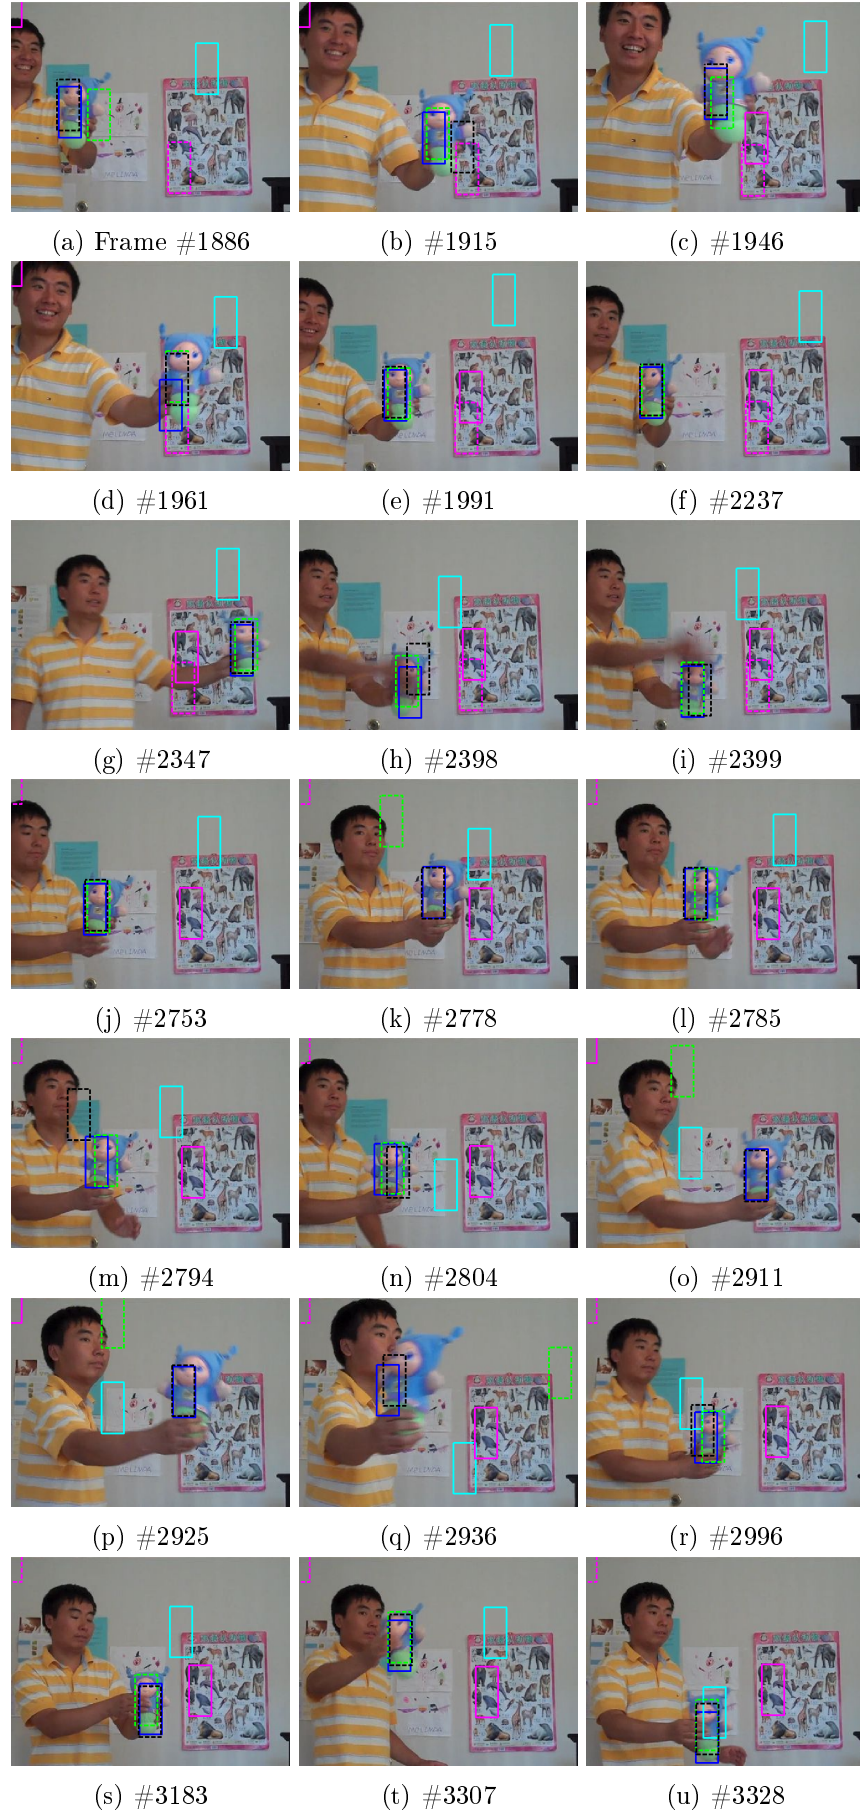 (a) Frame #1886
(b) #1915
(c) #1946
(d) #1961
(e) #1991
(f) #2237
(g) #2347
(h) #2398
(i) #2399
(j) #2753
(k) #2778
(l) #2785
(m) #2794
(n) #2804
(o) #2911
(p) #2925
(q) #2936
(r) #2996
(s) #3183
(t) #3307
(u) #3328